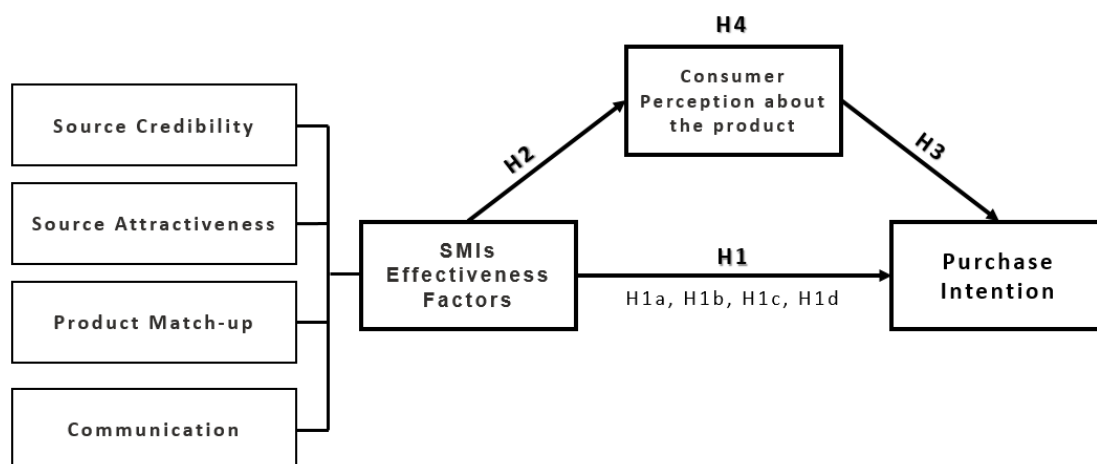 H4
Consumer
Perception about
the product
Source Credibility
H2
H3
Source Attractiveness
SMIs
Effectiveness
Factors
H1
H1a, H1b, H1c, H1d
Purchase
Intention
Product Match-up
Communication